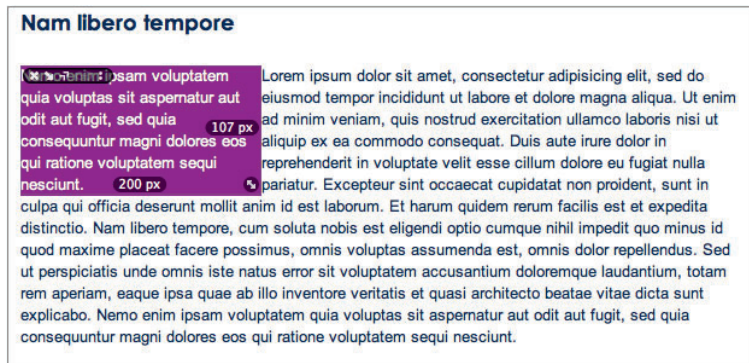 Nam libero tempore
Nemo enim ipsam voluptatem
quia voluptas sit aspernatur aut
odit aut fugit, sed quia
107 px
consequuntur magni dolores eos
qui ratione voluptatem sequi
nesciunt.
200 px
Lorem ipsum dolor sit amet, consectetur adipisicing elit, sed do
eiusmod tempor incididunt ut labore et dolore magna aliqua. Ut enim
ad minim veniam, quis nostrud exercitation ullamco laboris nisi ut
aliquip ex ea commodo consequat. Duis aute irure dolor in
reprehenderit in voluptate velit esse cillum dolore eu fugiat nulla
pariatur. Excepteur sint occaecat cupidatat non proident, sunt in
culpa qui officia deserunt mollit anim id est laborum. Et harum quidem rerum facilis est et expedita
distinctio. Nam libero tempore, cum soluta nobis est eligendi optio cumque nihil impedit quo minus id
quod maxime placeat facere possimus, omnis voluptas assumenda est, omnis dolor repellendus. Sed
ut perspiciatis unde omnis iste natus error sit voluptatem accusantium doloremque laudantium, totam
rem aperiam, eaque ipsa quae ab illo inventore veritatis et quasi architecto beatae vitae dicta sunt
explicabo. Nemo enim ipsam voluptatem quia voluptas sit aspernatur aut odit aut fugit, sed quia
consequuntur magni dolores eos qui ratione voluptatem sequi nesciunt.